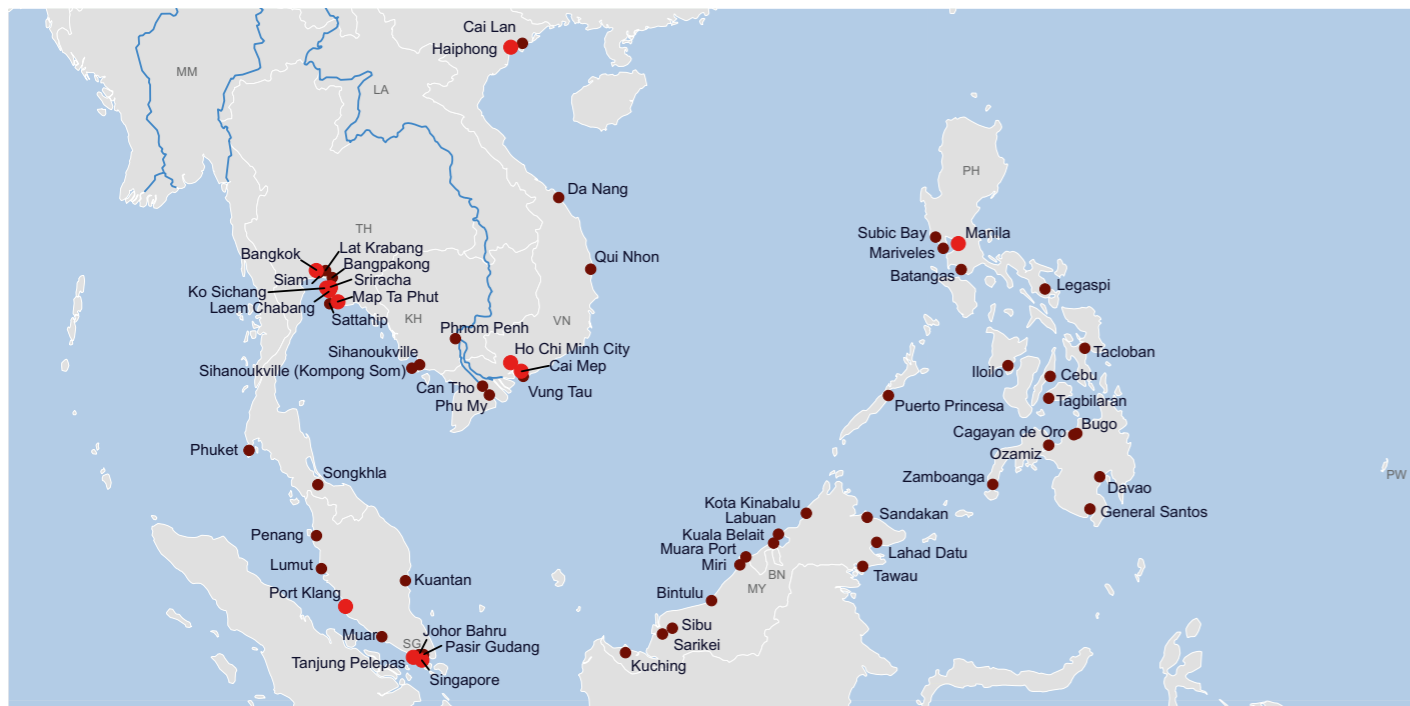 Cai Lan
Haiphong
MM
LA
Da Nang
PH
Subic Bay
Manila
Mariveles
Batangas
Legaspi
TH
Bangkok
Lat Krabang
Bangpakong
Siam
Sriracha
Ko Sichang
Map Ta Phut
Laem Chabang
Sattahip
Qui Nhon
KH
VN
Phnom Penh
Ho Chi Minh City
Sihanoukville
Cai Mep
Sihanoukville (Kompong Som)
Can Tho
Vung Tau
Phu My
Tacloban
Iloilo
Cebu
Puerto Princesa
Tagbilaran
Cagayan de Oro
Bugo
Ozamiz
Phuket
Songkhla
Zamboanga
Davao
PW
General Santos
Kota Kinabalu
Labuan
Sandakan
Kuala Belait
Muara Port
Lahad Datu
Miri
BN
Tawau
MY
Penang
Lumut
Kuantan
Port Klang
Bintulu
Muar
SG
Johor Bahru
Pasir Gudang
Tanjung Pelepas
Singapore
Sibu
Sarikei
Kuching